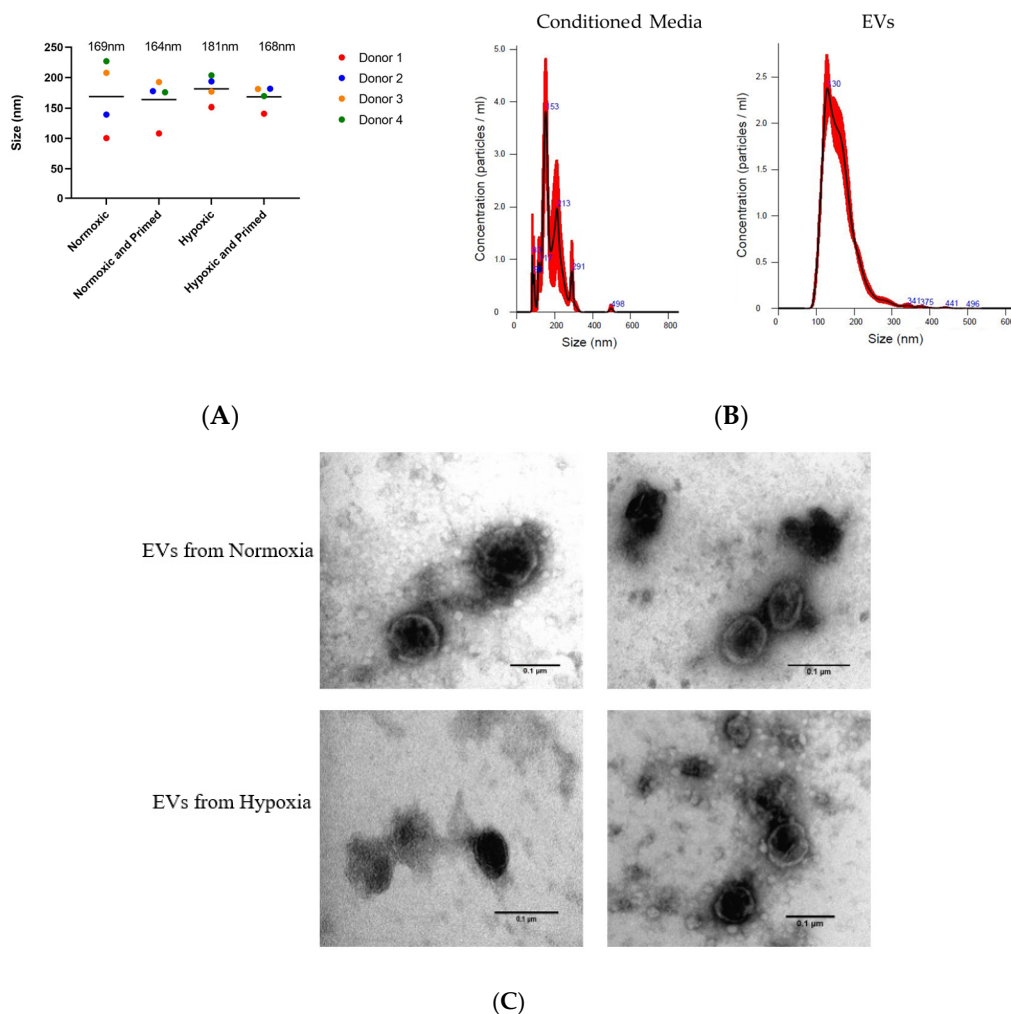 169nm 164nm 181nm 168nm
250
200
150
100
50
0
Size (nm)
Normoxic
Normoxic and Primed
Hypoxic
Hypoxic and Primed
Donor 1
Donor 2
Donor 3
Donor 4
(A)
Conditioned Media
5.0
4.0
3.0
2.0
1.0
0
Concentration (particles / ml)
153
213
291
498
0 200 400 600 800
Size (nm)
EVs
2.5
2.0
1.5
1.0
0.5
0
Concentration (particles / ml)
130
341 375 441 496
0 100 200 300 400 500
Size (nm)
(B)
EVs from Normoxia
0.1 µm
0.1 µm
EVs from Hypoxia
0.1 µm
0.1 µm
(C)